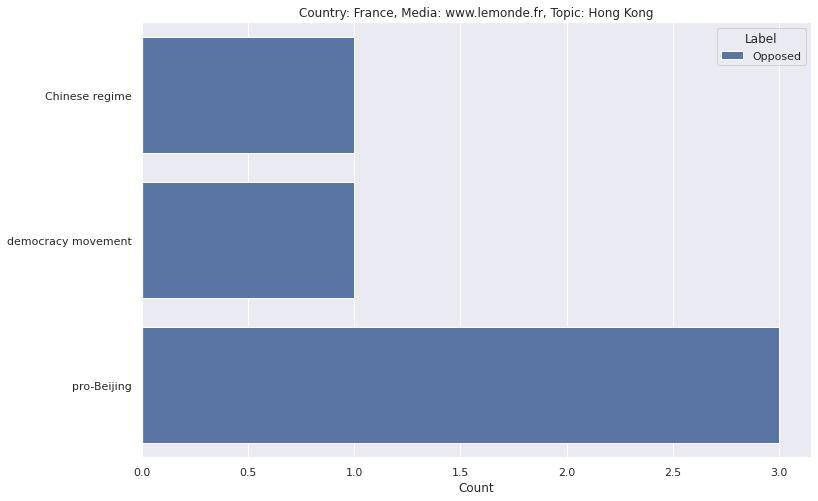 Country: France, Media: www.lemonde.fr, Topic: Hong Kong
Label
Opposed
Chinese regime
democracy movement
pro-Beijing
0.0 0.5 1.0 1.5 2.0 2.5 3.0
Count